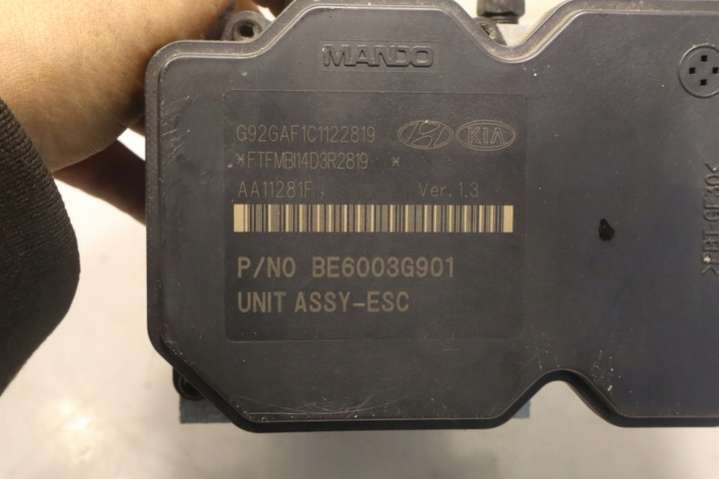 MANDO
G92GAF1C1122819
KIA
*FTFMBI14D3R2819 *
AA11281F
Ver. 1.3
P/NO BE6003G901
UNIT ASSY-ESC